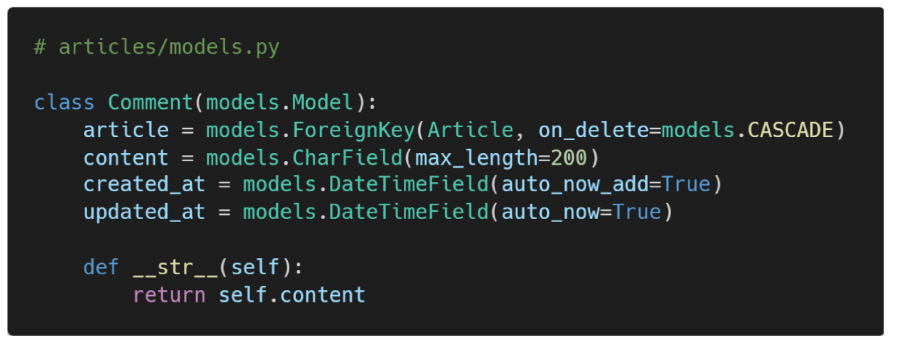 # articles/models.py

class Comment(models.Model):
    article = models.ForeignKey(Article, on_delete=models.CASCADE)
    content = models.CharField(max_length=200)
    created_at = models.DateTimeField(auto_now_add=True)
    updated_at = models.DateTimeField(auto_now=True)

    def __str__(self):
        return self.content